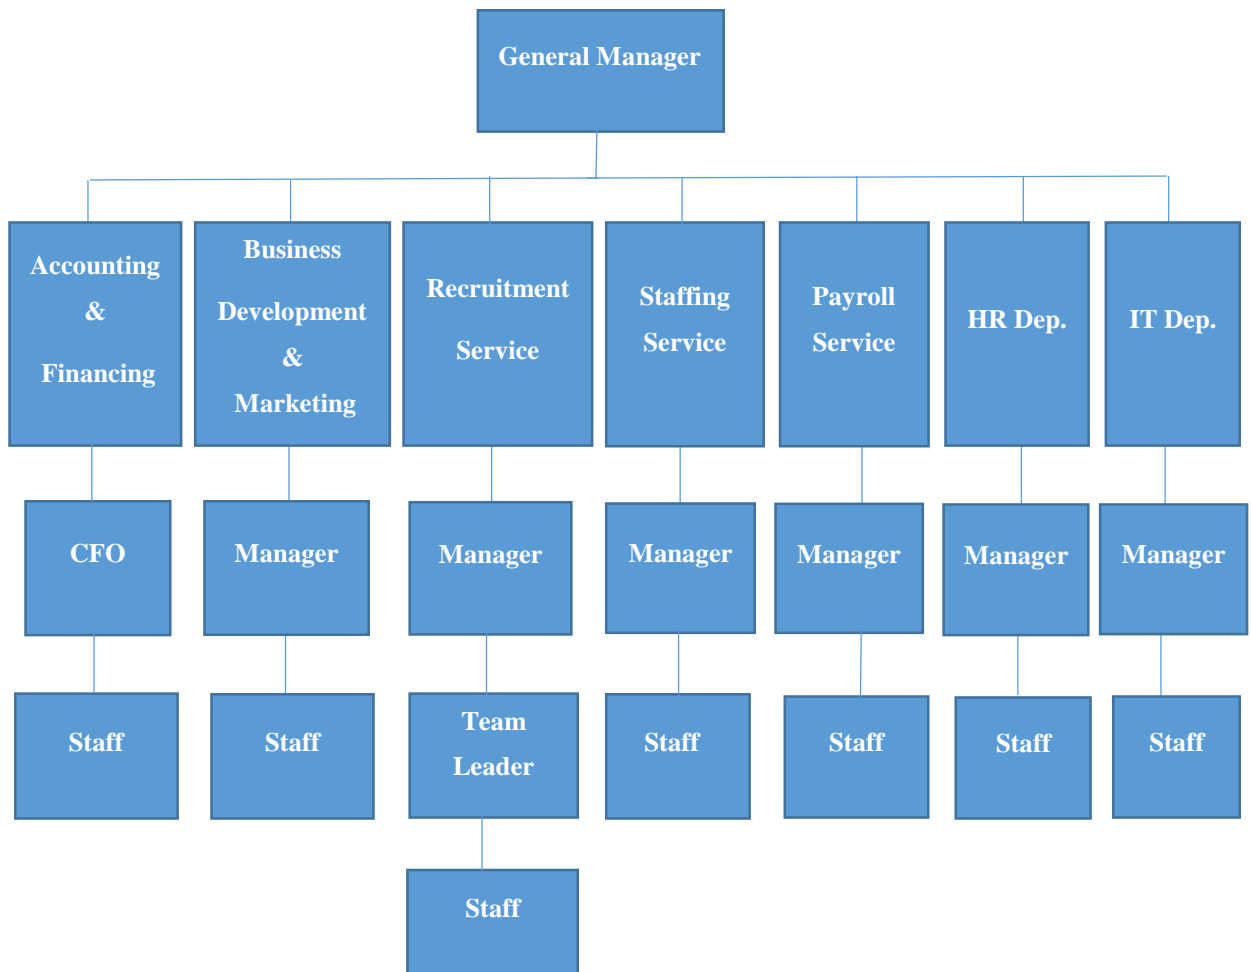 General Manager
Accounting
&
Financing
Business
Development
&
Marketing
Recruitment
Service
Staffing
Service
Payroll
Service
HR Dep.
IT Dep.
CFO
Manager
Manager
Manager
Manager
Manager
Manager
Staff
Staff
Team
Leader
Staff
Staff
Staff
Staff
Staff